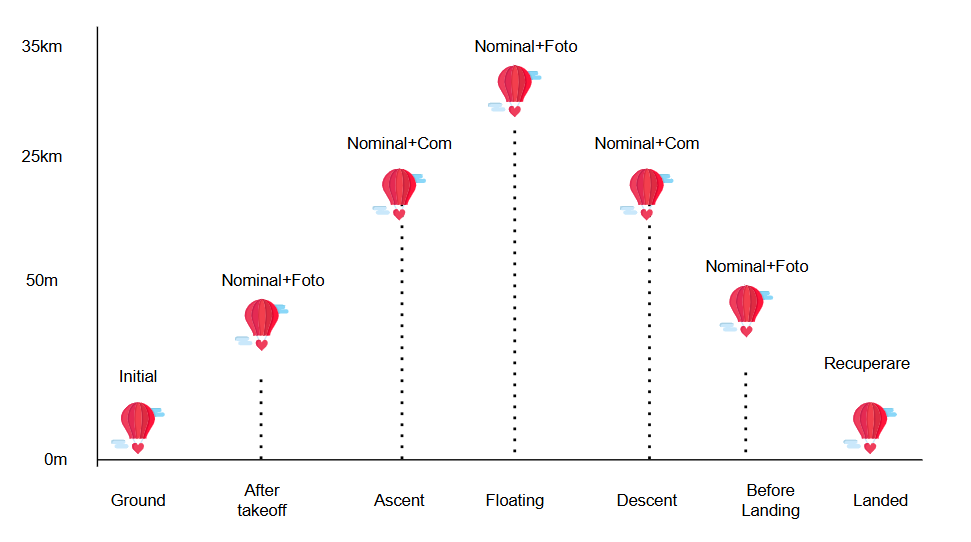 35km
Nominal+Foto
Nominal+Com
Nominal+Com
25km
Nominal+Foto
50m
Nominal+Foto
Recuperare
Initial
0m
Ground
After
takeoff
Ascent
Floating
Descent
Before
Landing
Landed